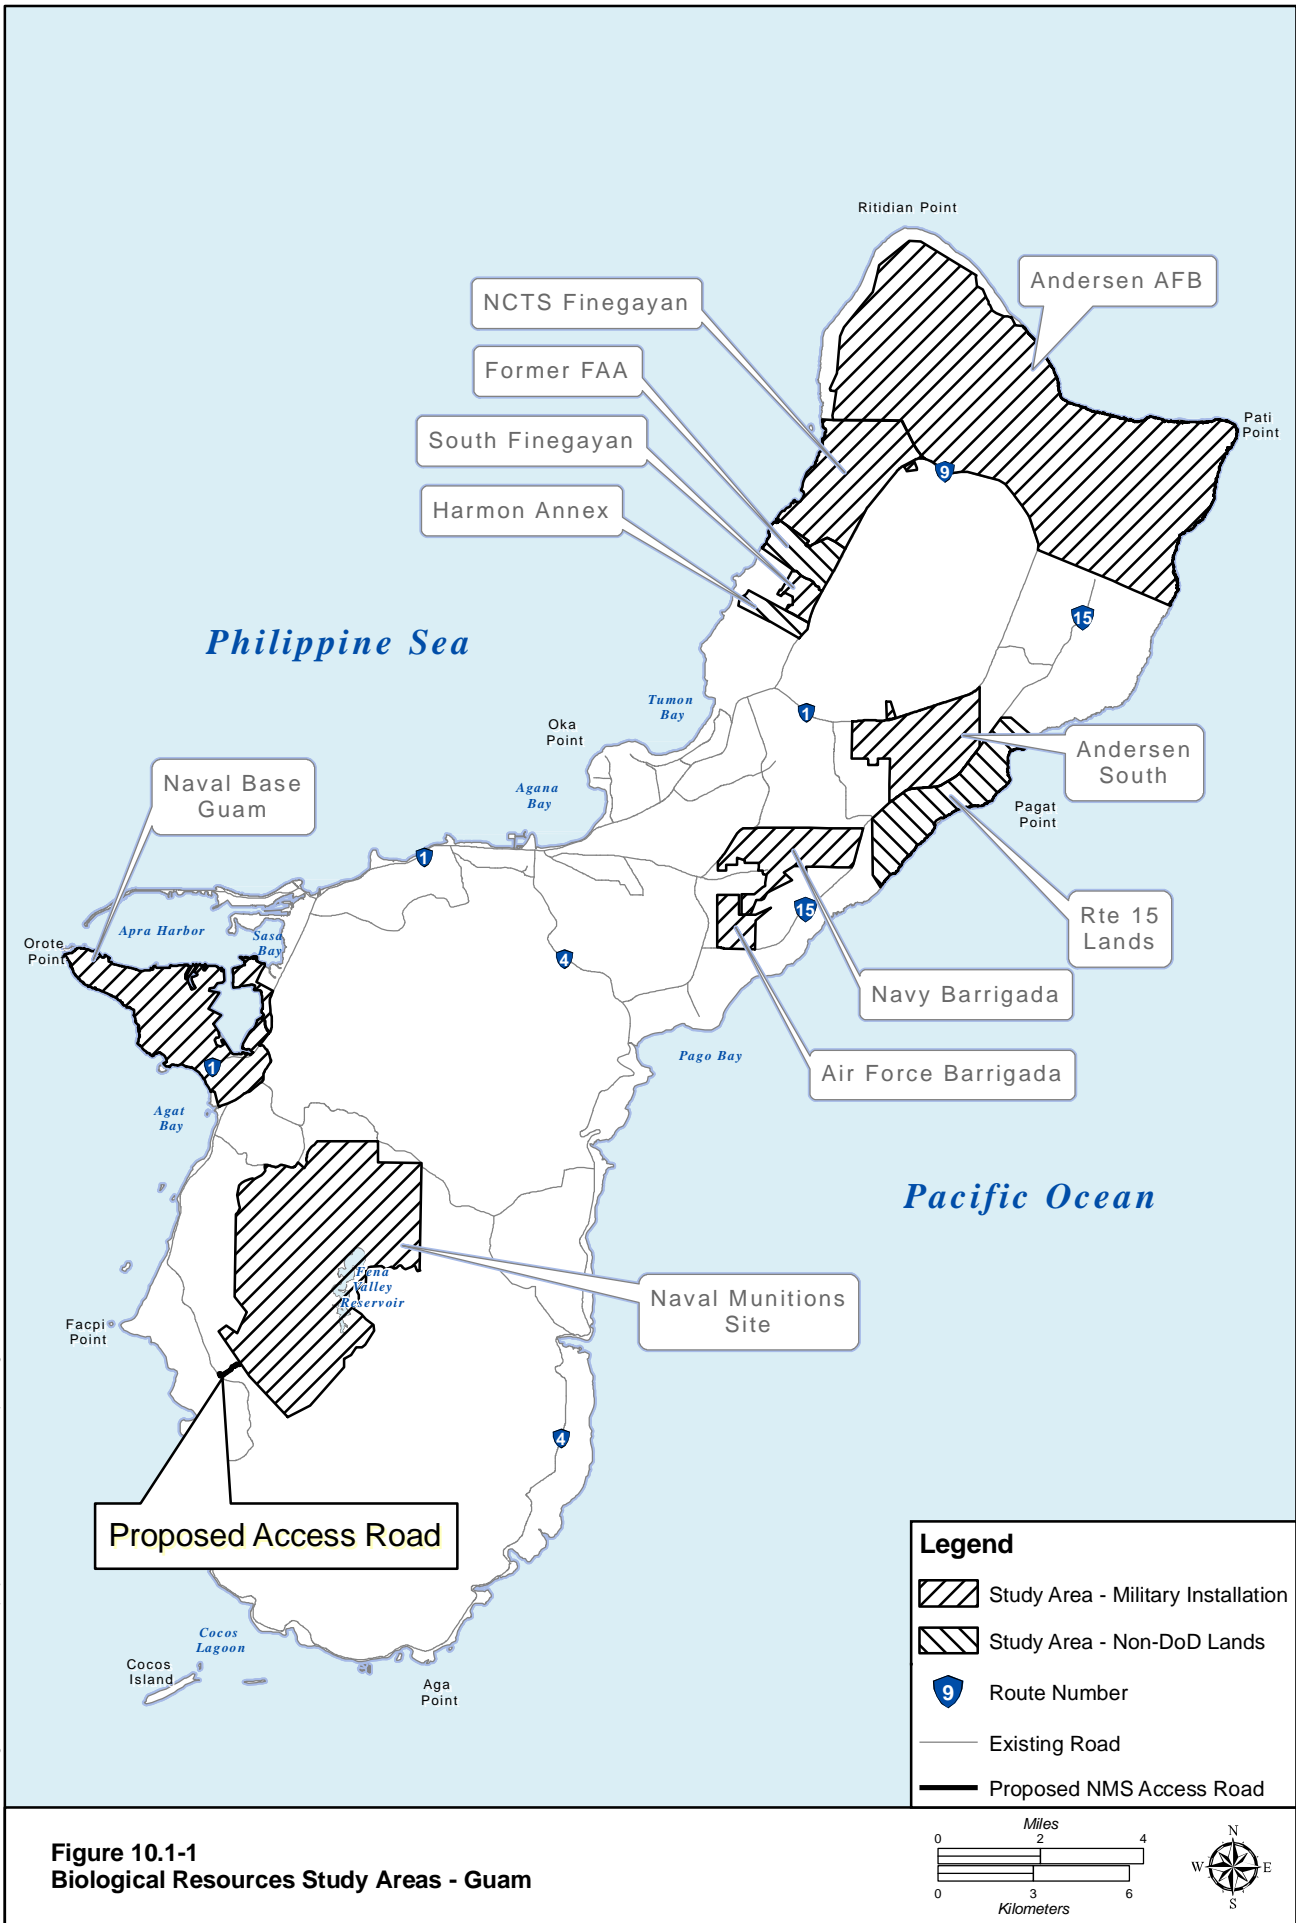 Ritidian Point
Andersen AFB
NCTS Finegayan
Former FAA
Pati
Point
South Finegayan
9
Harmon Annex
15
Philippine Sea
Tumon
Bay
1
Oka
Point
Andersen
South
Naval Base
Guam
Agana
Bay
Pagat
Point
1
Rte 15
Lands
15
Apra Harbor
Sasa
Bay
Orote
Point
4
Navy Barrigada
Pago Bay
1
Air Force Barrigada
Agat
Bay
Pacific Ocean
Fena
Valley
Reservoir
Naval Munitions
Site
Facpi
Point
4
Proposed Access Road
Cocos
Lagoon
Cocos
Island
Aga
Point
Legend
Study Area - Military Installation
Study Area - Non-DoD Lands
9 Route Number
Existing Road
Proposed NMS Access Road
Figure 10.1-1
Biological Resources Study Areas - Guam
Miles
0 2 4
0 3 6
Kilometers
N
W E
S